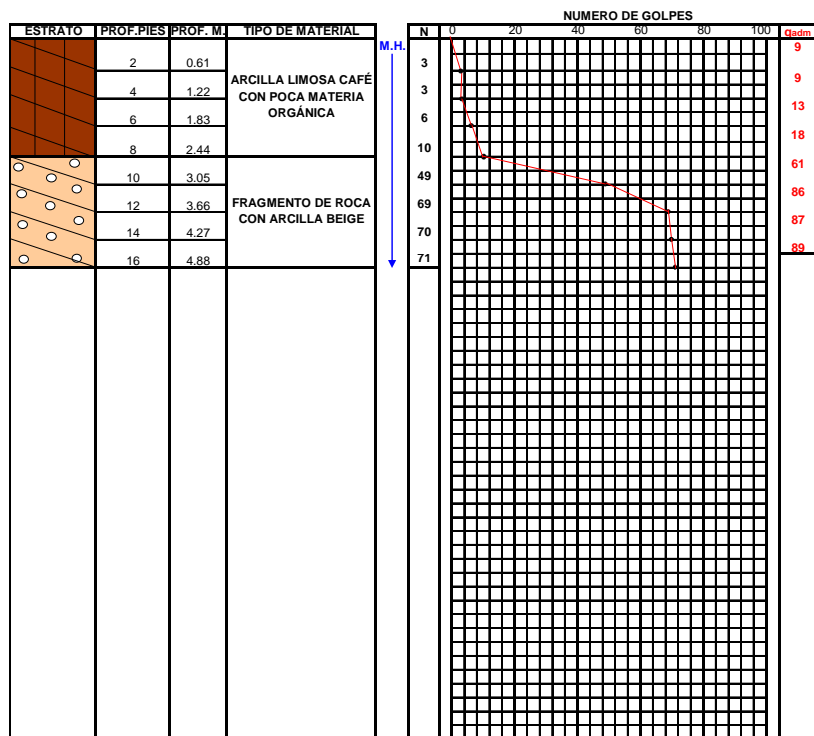 NUMERO DE GOLPES
ESTRATO PROF.PIES PROF. M. TIPO DE MATERIAL N 0 20 40 60 80 100 qadm
M.H.
9
2 0.61 3
ARCILLA LIMOSA CAFÉ
CON POCA MATERIA
ORGÁNICA
9
4 1.22 3
13
6 1.83 6
18
8 2.44 10
61
10 3.05 49
86
FRAGMENTO DE ROCA
CON ARCILLA BEIGE
12 3.66 69
87
14 4.27 70
89
16 4.88 71